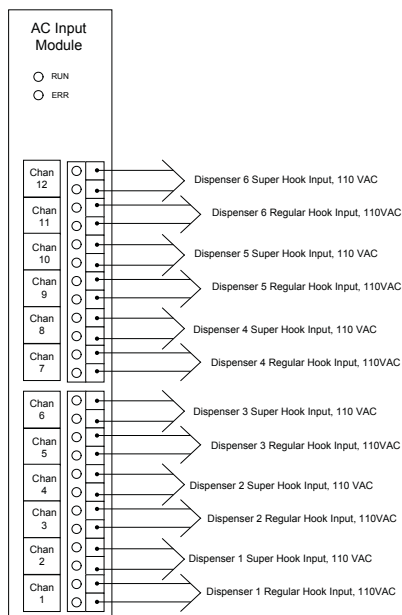 AC Input
Module
RUN
ERR
Chan
12
Dispenser 6 Super Hook Input, 110 VAC
Chan
11
Dispenser 6 Regular Hook Input, 110VAC
Chan
10
Dispenser 5 Super Hook Input, 110 VAC
Chan
9
Dispenser 5 Regular Hook Input, 110VAC
Chan
8
Dispenser 4 Super Hook Input, 110 VAC
Chan
7
Dispenser 4 Regular Hook Input, 110VAC
Chan
6
Dispenser 3 Super Hook Input, 110 VAC
Chan
5
Dispenser 3 Regular Hook Input, 110VAC
Chan
4
Dispenser 2 Super Hook Input, 110 VAC
Chan
3
Dispenser 2 Regular Hook Input, 110VAC
Chan
2
Dispenser 1 Super Hook Input, 110 VAC
Chan
1
Dispenser 1 Regular Hook Input, 110VAC